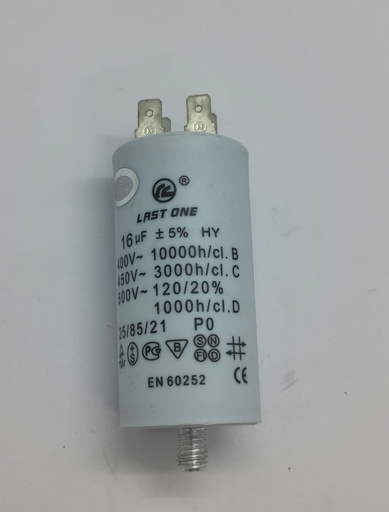 ®
LAST ONE
16µF ± 5% HY
400V~ 10000h/cl.B
450V~ 3000h/cl.C
500V~ 120/20%
1000h/cl.D
25/85/21 P0
S N
FI D
B
EN 60252 CE